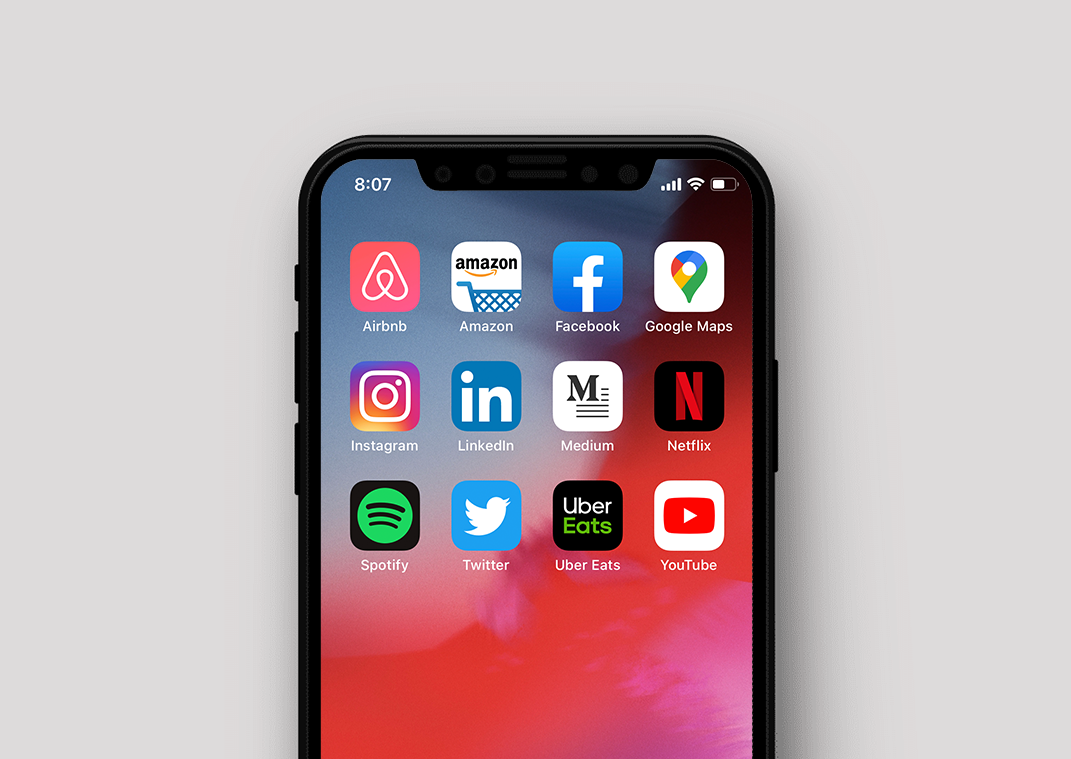 8:07
amazon
Airbnb Amazon Facebook Google Maps
in M N
Instagram LinkedIn Medium Netflix
Uber
Eats
Spotify Twitter Uber Eats YouTube